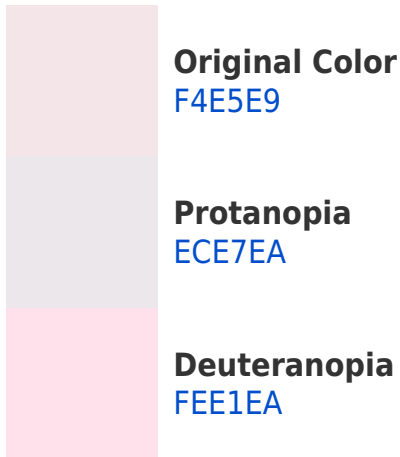 Original Color
F4E5E9
Protanopia
ECE7EA
Deuteranopia
FEE1EA